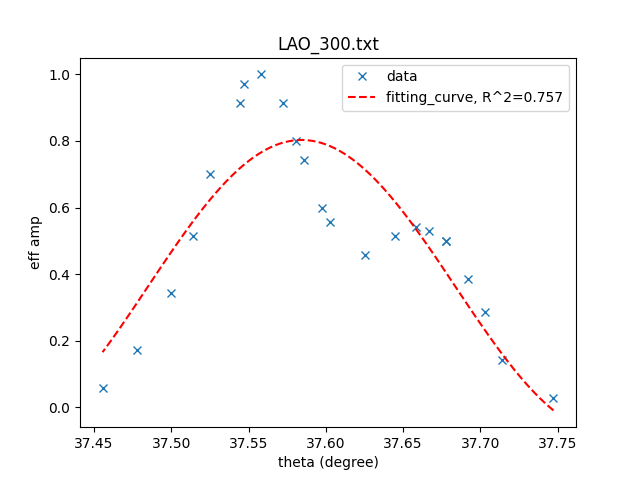 LAO_300.txt
data
fitting_curve, R^2=0.757
eff amp
1.0
0.8
0.6
0.4
0.2
0.0
37.45 37.50 37.55 37.60 37.65 37.70 37.75
theta (degree)